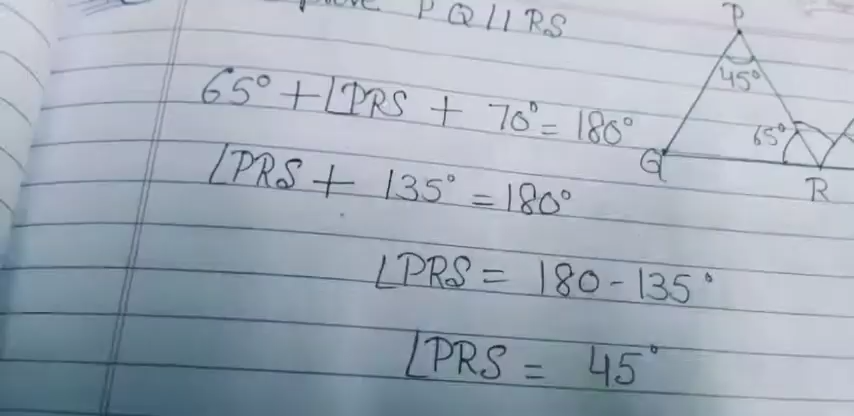 PQ || RS
65° + ∠PRS + 70° = 180°
∠PRS + 135° = 180°
∠PRS = 180 - 135°
∠PRS = 45°
P
45°
65°
Q
R